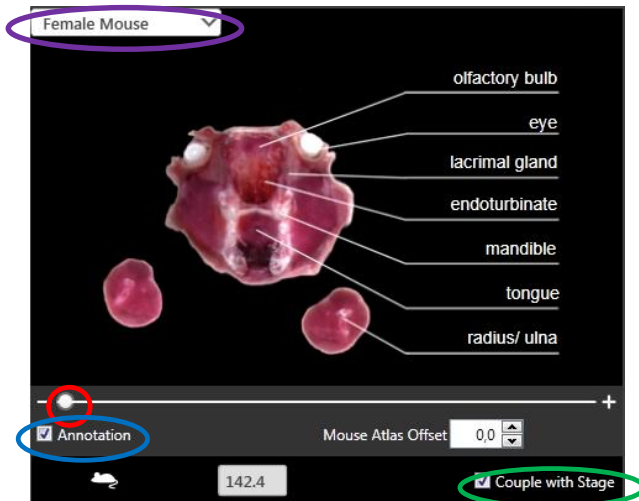 Female Mouse
olfactory bulb
eye
lacrimal gland
endoturbinate
mandible
tongue
radius/ ulna
- +
Annotation Mouse Atlas Offset 0,0
142.4 Couple with Stage